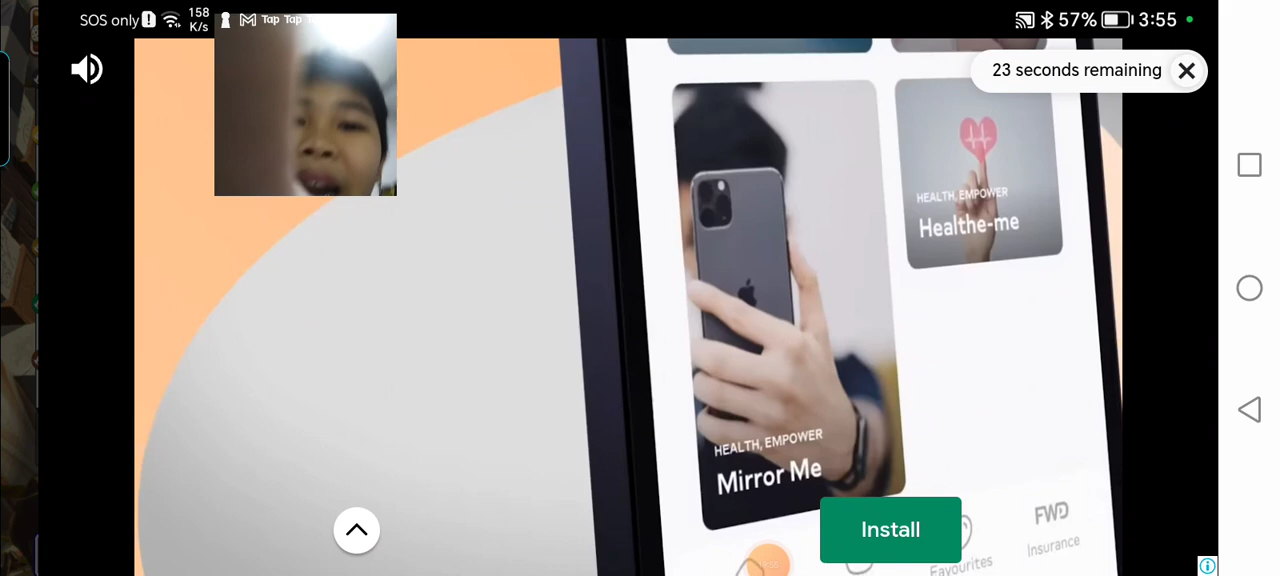 SOS only
158
K/s
Tap Tap
57%
3:55
23 seconds remaining
HEALTH, EMPOWER
Healthe-me
HEALTH, EMPOWER
Mirror Me
Install
FWD
Favourites
Insurance